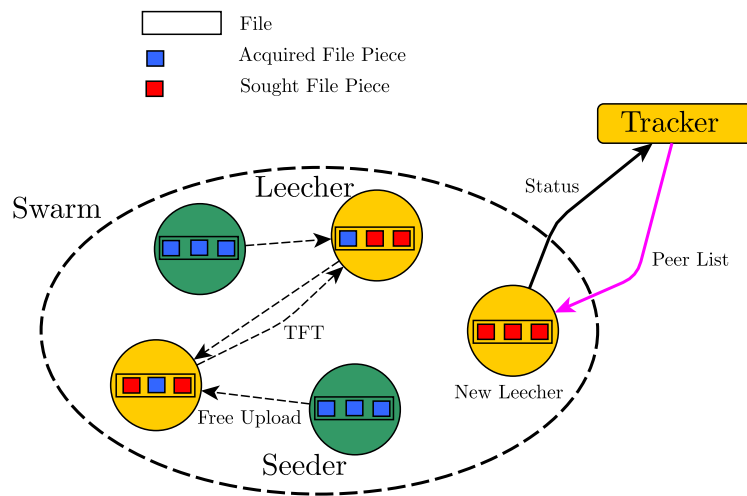 File
Acquired File Piece
Sought File Piece
Tracker
Leecher
Status
Swarm
Peer List
TFT
New Leecher
Free Upload
Seeder